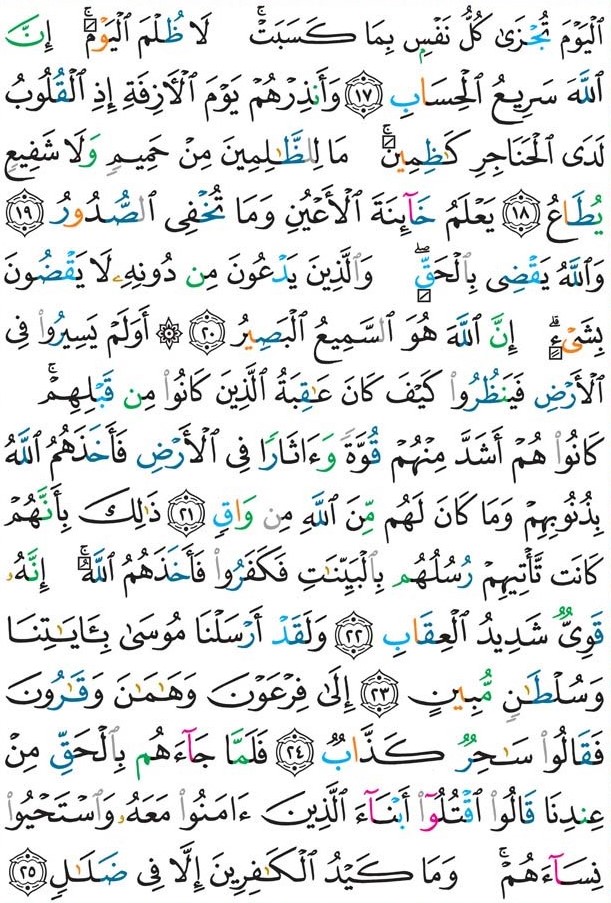 ٱلۡيَوۡمَ تُجۡزَىٰ كُلُّ نَفۡسِۭ بِمَا كَسَبَتۡۚ لَا ظُلۡمَ ٱلۡيَوۡمَۚ إِنَّ
ٱللَّهَ سَرِيعُ ٱلۡحِسَابِ ١٧ وَأَنذِرۡهُمۡ يَوۡمَ ٱلۡأَزِفَةِ إِذِ ٱلۡقُلُوبُ
لَدَى ٱلۡحَنَاجِرِ كَٰظِمِينَۚ مَا لِلظَّٰلِمِينَ مِنۡ حَمِيمٖ وَلَا شَفِيعٖ
يُطَاعُ ١٨ يَعۡلَمُ خَآئِنَةَ ٱلۡأَعۡيُنِ وَمَا تُخۡفِي ٱلصُّدُورُ ١٩
وَٱللَّهُ يَقۡضِي بِٱلۡحَقِّۖ وَٱلَّذِينَ يَدۡعُونَ مِن دُونِهِۦ لَا يَقۡضُونَ
بِشَيۡءٍۗ إِنَّ ٱللَّهَ هُوَ ٱلسَّمِيعُ ٱلۡبَصِيرُ ٢٠ ۞ أَوَلَمۡ يَسِيرُواْ فِي
ٱلۡأَرۡضِ فَيَنظُرُواْ كَيۡفَ كَانَ عَٰقِبَةُ ٱلَّذِينَ كَانُواْ مِن قَبۡلِهِمۡۚ
كَانُواْ هُمۡ أَشَدَّ مِنۡهُمۡ قُوَّةٗ وَءَاثَارٗا فِي ٱلۡأَرۡضِ فَأَخَذَهُمُ ٱللَّهُ
بِذُنُوبِهِمۡ وَمَا كَانَ لَهُم مِّنَ ٱللَّهِ مِن وَاقٖ ٢١ ذَٰلِكَ بِأَنَّهُمۡ
كَانَت تَّأۡتِيهِمۡ رُسُلُهُم بِٱلۡبَيِّنَٰتِ فَكَفَرُواْ فَأَخَذَهُمُ ٱللَّهُۚ إِنَّهُۥ
قَوِيّٞ شَدِيدُ ٱلۡعِقَابِ ٢٢ وَلَقَدۡ أَرۡسَلۡنَا مُوسَىٰ بِـَٔايَٰتِنَا
وَسُلۡطَٰنٖ مُّبِينٍ ٢٣ إِلَىٰ فِرۡعَوۡنَ وَهَٰمَٰنَ وَقَٰرُونَ
فَقَالُواْ سَٰحِرٞ كَذَّابٞ ٢٤ فَلَمَّا جَآءَهُم بِٱلۡحَقِّ مِنۡ
عِندِنَا قَالُواْ ٱقۡتُلُوٓاْ أَبۡنَآءَ ٱلَّذِينَ ءَامَنُواْ مَعَهُۥ وَٱسۡتَحۡيُواْ
نِسَآءَهُمۡۚ وَمَا كَيۡدُ ٱلۡكَٰفِرِينَ إِلَّا فِي ضَلَٰلٖ ٢٥